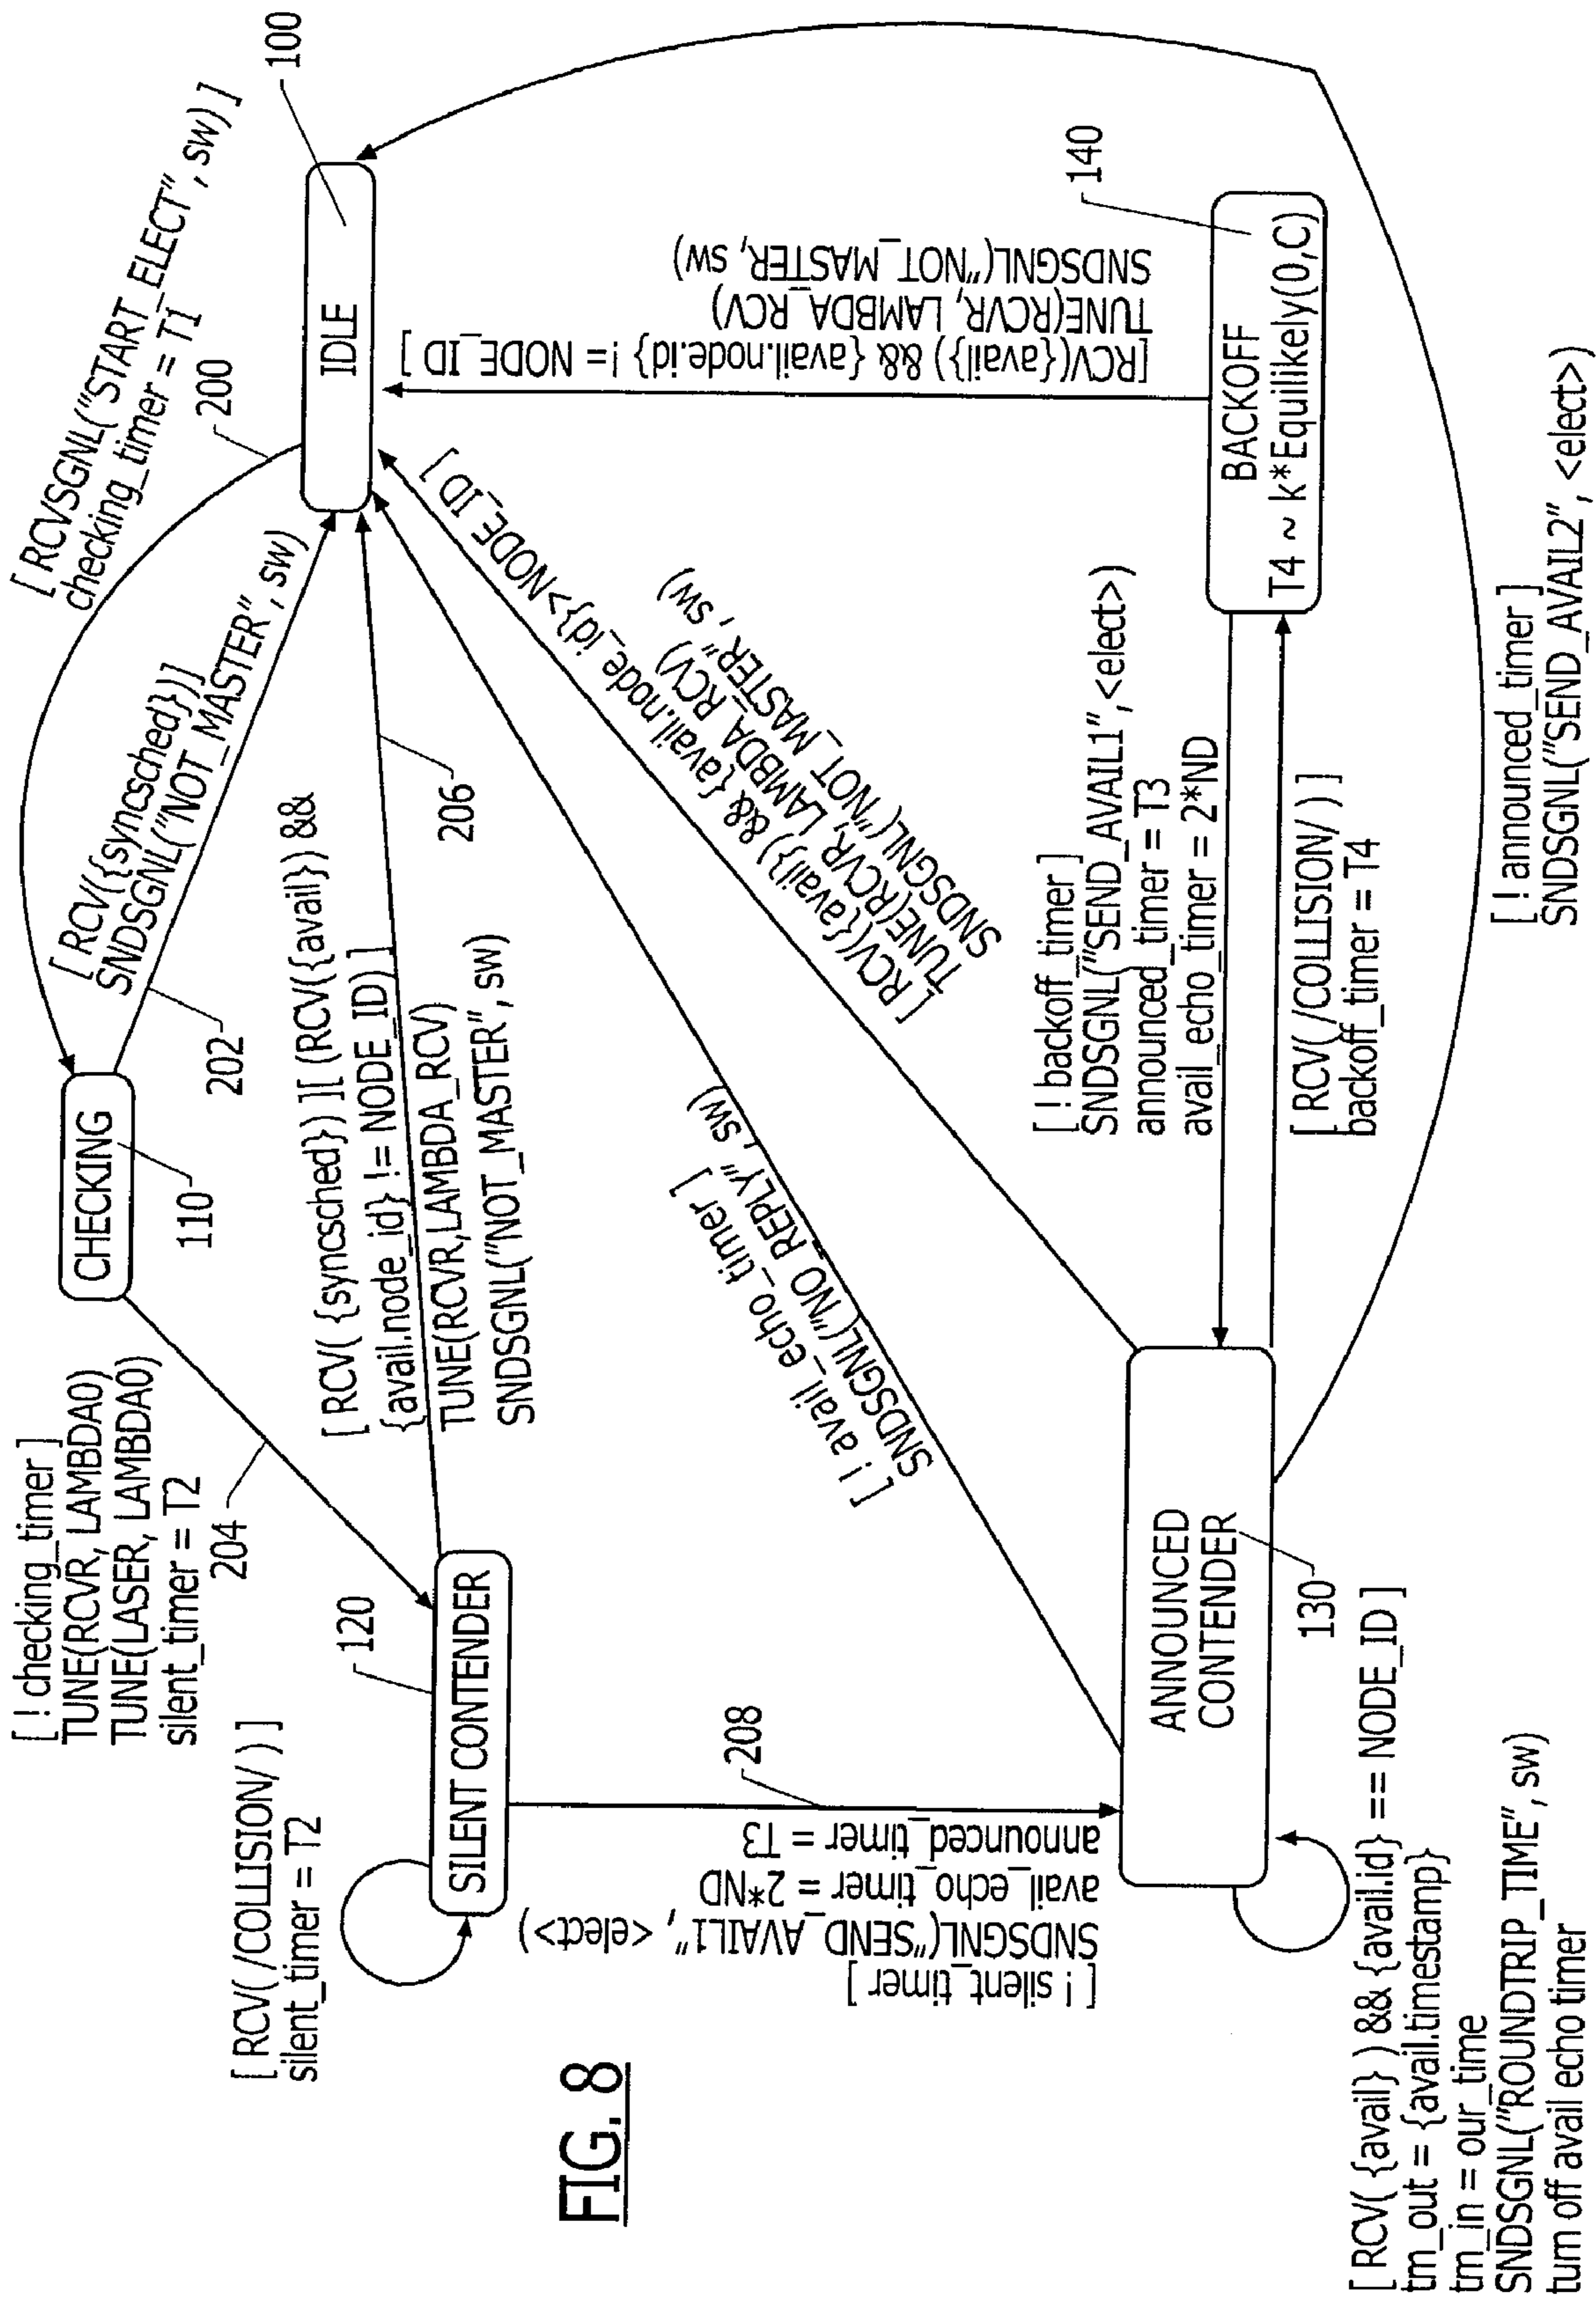 [ RCVSGNL("START_ELECT", sw) ]
checking_timer = T1
200
100
IDLE
[ RCV({syncsched})]
SNDSGNL("NOT_MASTER", sw)
202
CHECKING
110
[ ! checking_timer ]
TUNE(RCVR, LAMBDA0)
TUNE(LASER, LAMBDA0)
silent_timer = T2
204
[ RCV( {syncsched}) ][ (RCV({avail}) &&
{avail.node_id} != NODE_ID) ]
TUNE(RCVR,LAMBDA_RCV)
SNDSGNL("NOT_MASTER", sw)
206
[ RCV(/COLLISION/ ) ]
silent_timer = T2
120
SILENT CONTENDER
[ ! silent_timer ]
SNDSGNL("SEND_AVAIL1", <elect>)
avail_echo_timer = 2*ND
announced_timer = T3
208
[ ! avail_echo_timer ]
SNDSGNL("NO_REPLY", sw)
[ RCV({avail}) && {avail.node_id}>NODE_ID ]
TUNE(RCVR, LAMBDA_RCV)
SNDSGNL("NOT_MASTER", sw)
[RCV({avail}) && {avail.node.id} != NODE_ID ]
TUNE(RCVR, LAMBDA_RCV)
SNDSGNL("NOT_MASTER, sw)
140
BACKOFF
T4 ~ k*Equilikely(0,C)
[ ! backoff_timer ]
SNDSGNL("SEND_AVAIL1",<elect>)
announced_timer = T3
avail_echo_timer = 2*ND
[ RCV( /COLLISION/ ) ]
backoff_timer = T4
[ ! announced_timer ]
SNDSGNL("SEND_AVAIL2", <elect>)
ANNOUNCED
CONTENDER
130
[ RCV( {avail} ) && {avail.id} == NODE_ID ]
tm_out = {avail.timestamp}
tm_in = our_time
SNDSGNL("ROUNDTRIP_TIME", sw)
turn off avail echo timer
FIG. 8